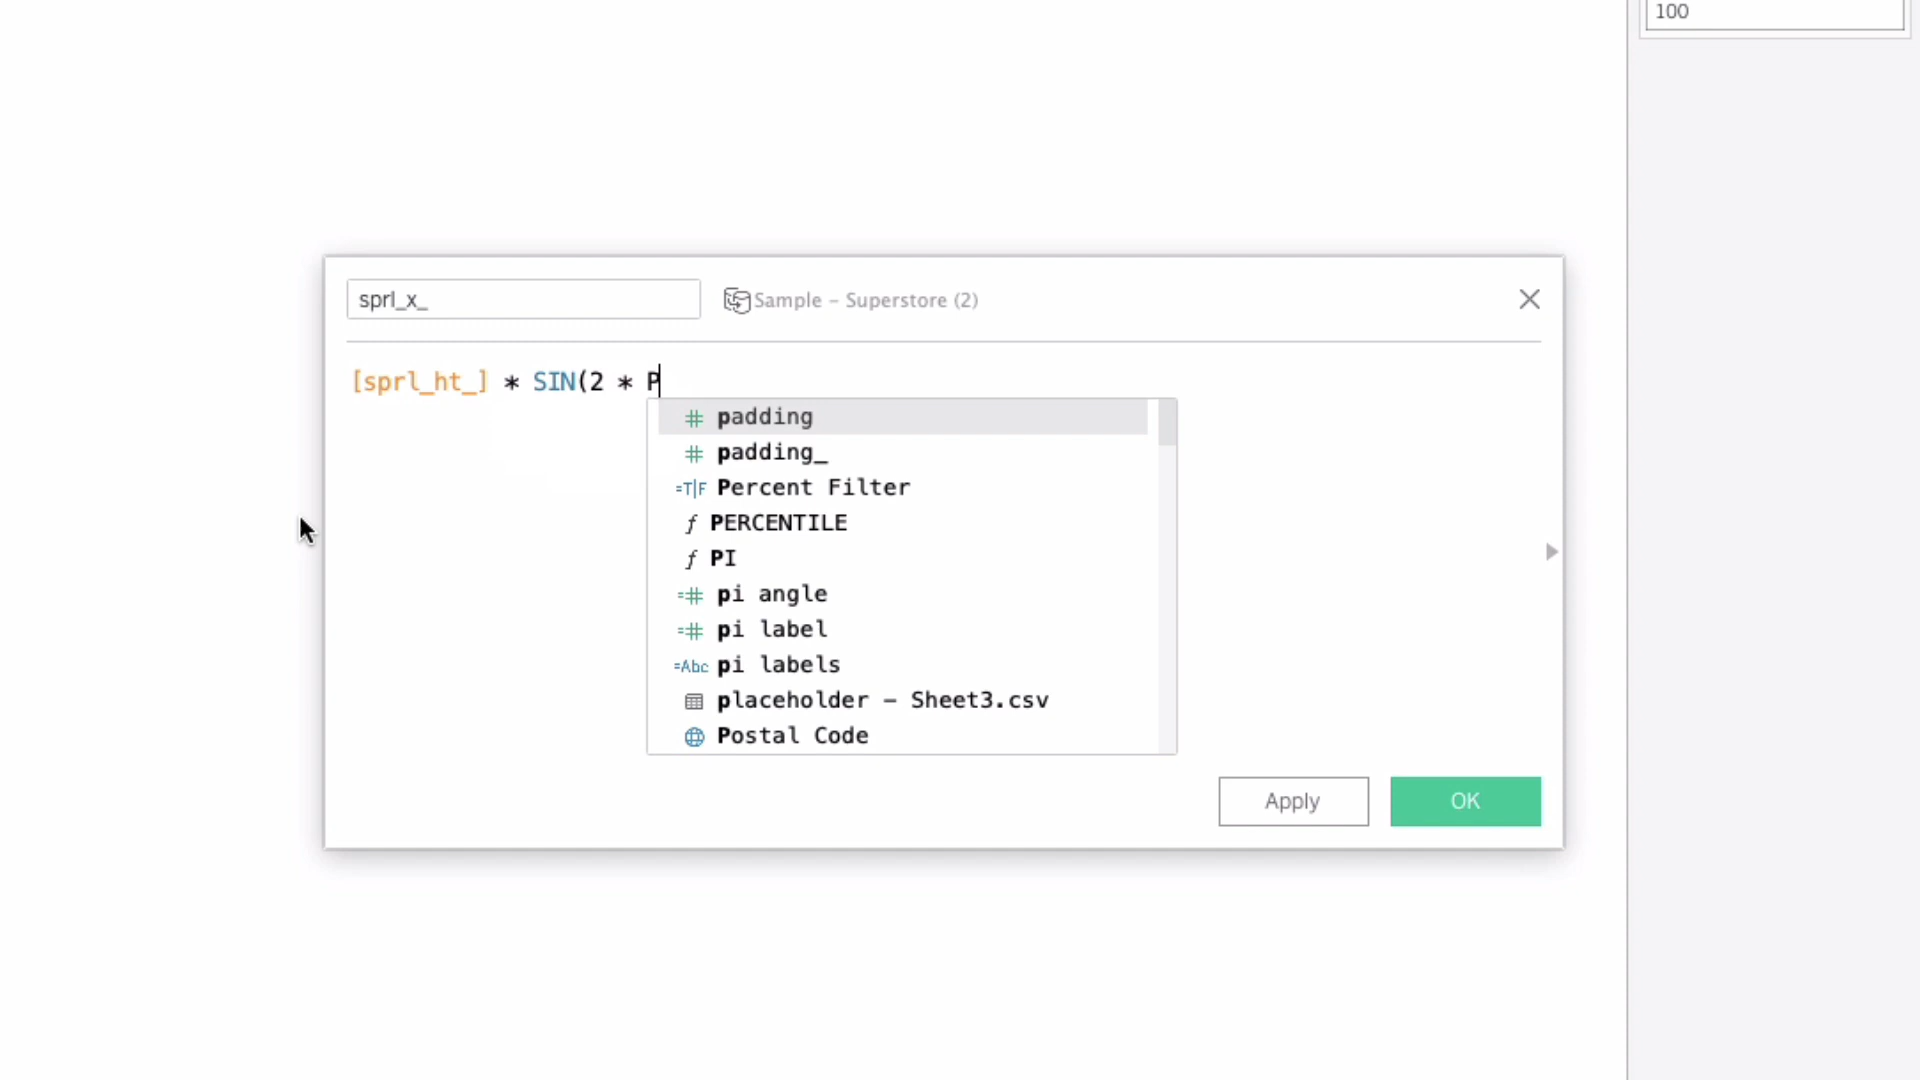 100
sprl_x_
Sample – Superstore (2)
[sprl_ht_] * SIN(2 * P
padding
padding_
=T|F Percent Filter
ƒ PERCENTILE
ƒ PI
=# pi angle
=# pi label
=Abc pi labels
placeholder – Sheet3.csv
Postal Code
Apply
OK